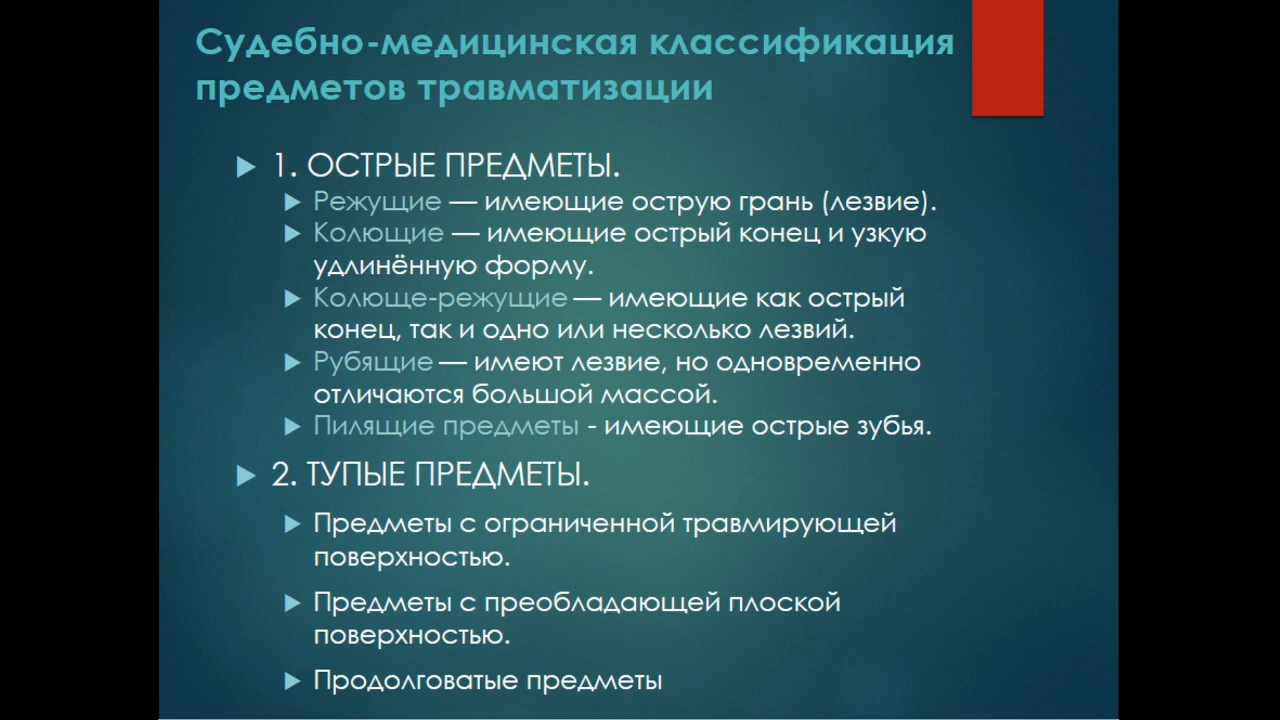 Судебно-медицинская классификация
предметов травматизации
1. ОСТРЫЕ ПРЕДМЕТЫ.
Режущие — имеющие острую грань (лезвие).
Колющие — имеющие острый конец и узкую
удлинённую форму.
Колюще-режущие — имеющие как острый
конец, так и одно или несколько лезвий.
Рубящие — имеют лезвие, но одновременно
отличаются большой массой.
Пилящие предметы - имеющие острые зубья.
2. ТУПЫЕ ПРЕДМЕТЫ.
Предметы с ограниченной травмирующей
поверхностью.
Предметы с преобладающей плоской
поверхностью.
Продолговатые предметы